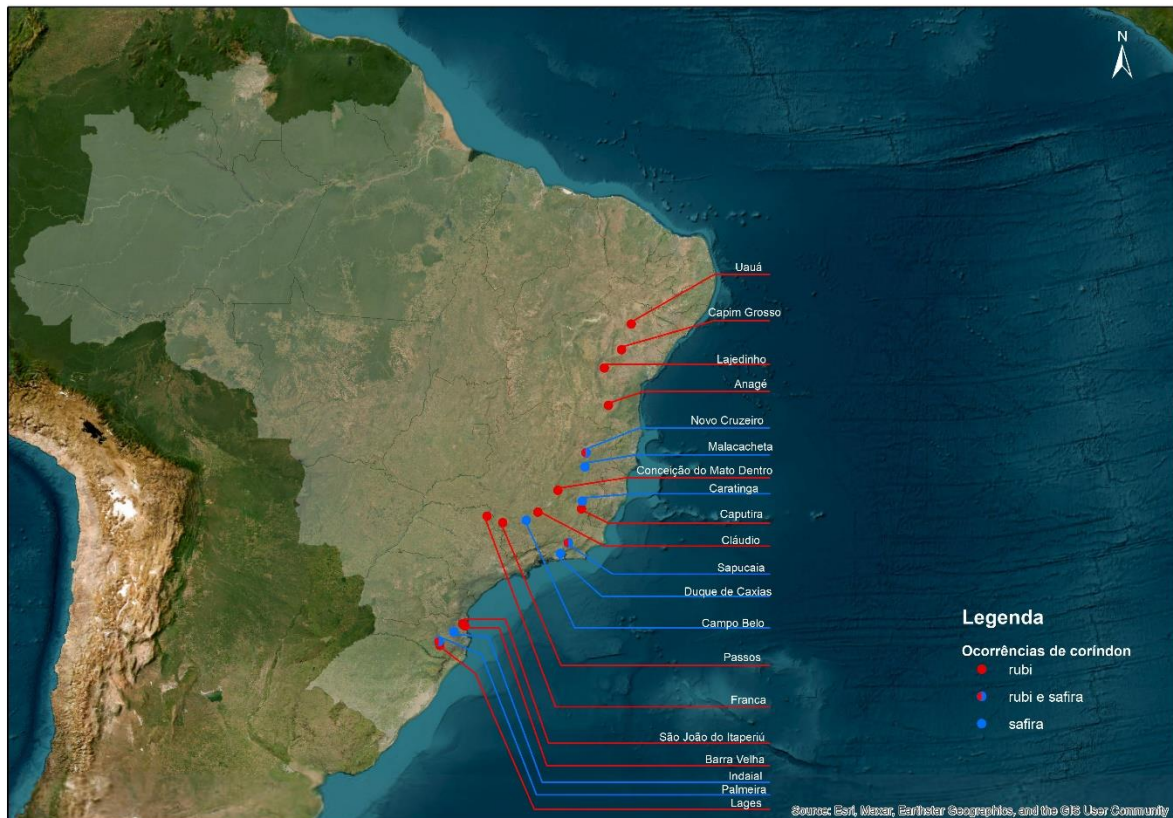 N
Uauá
Capim Grosso
Lajedinho
Anagé
Novo Cruzeiro
Malacacheta
Conceição do Mato Dentro
Caratinga
Caputira
Cláudio
Sapucaia
Duque de Caxias
Campo Belo
Passos
Franca
São João do Itaperiú
Barra Velha
Indaial
Palmeira
Lages
Legenda
Ocorrências de coríndon
rubi
rubi e safira
safira
Source: Esri, Maxar, Earthstar Geographics, and the GIS User Community